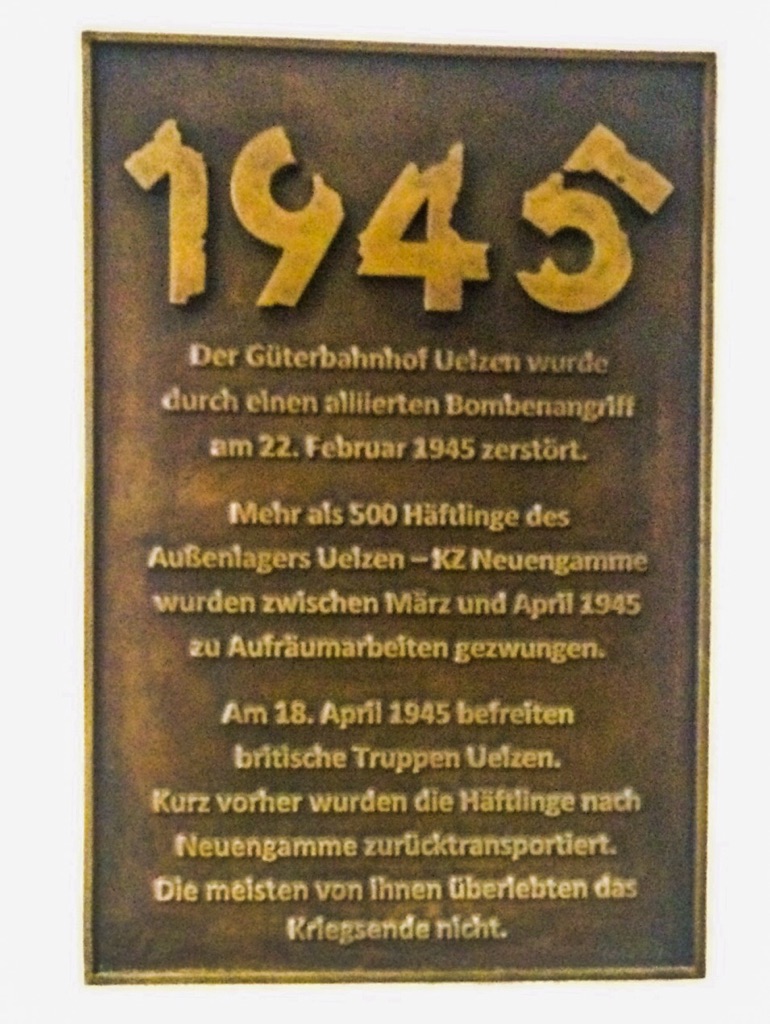 1945
Der Güterbahnhof Uelzen wurde
durch einen alliierten Bombenangriff
am 22. Februar 1945 zerstört.
Mehr als 500 Häftlinge des
Außenlagers Uelzen – KZ Neuengamme
wurden zwischen März und April 1945
zu Aufräumarbeiten gezwungen.
Am 18. April 1945 befreiten
britische Truppen Uelzen.
Kurz vorher wurden die Häftlinge nach
Neuengamme zurücktransportiert.
Die meisten von ihnen überlebten das
Kriegsende nicht.